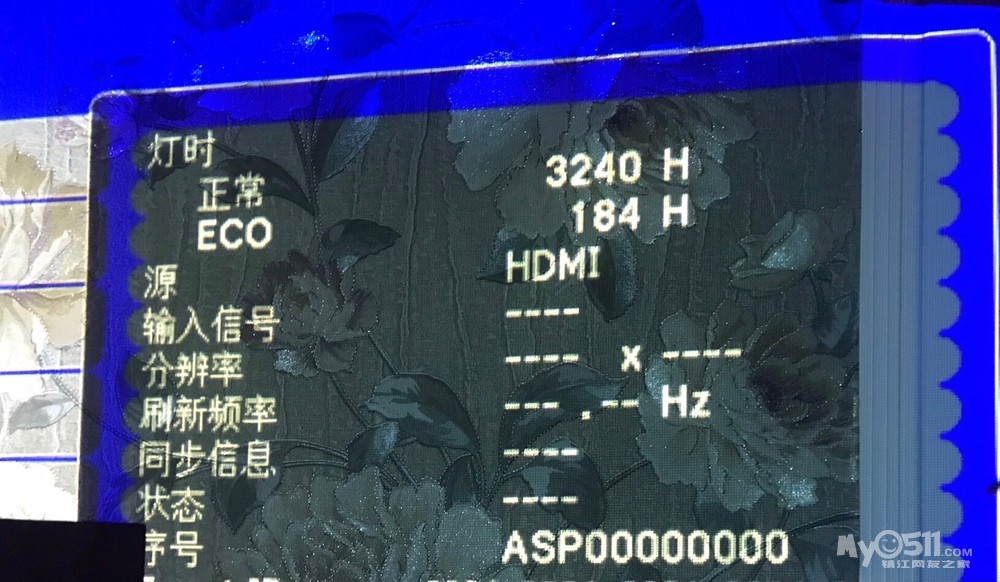 灯时
正常 3240 H
ECO 184 H
源 HDMI
输入信号 ----
分辨率 ---- x ----
刷新频率 ---.-- Hz
同步信息 ----
状态 ----
序号 ASP00000000
My0511.COM
镇江网友之家